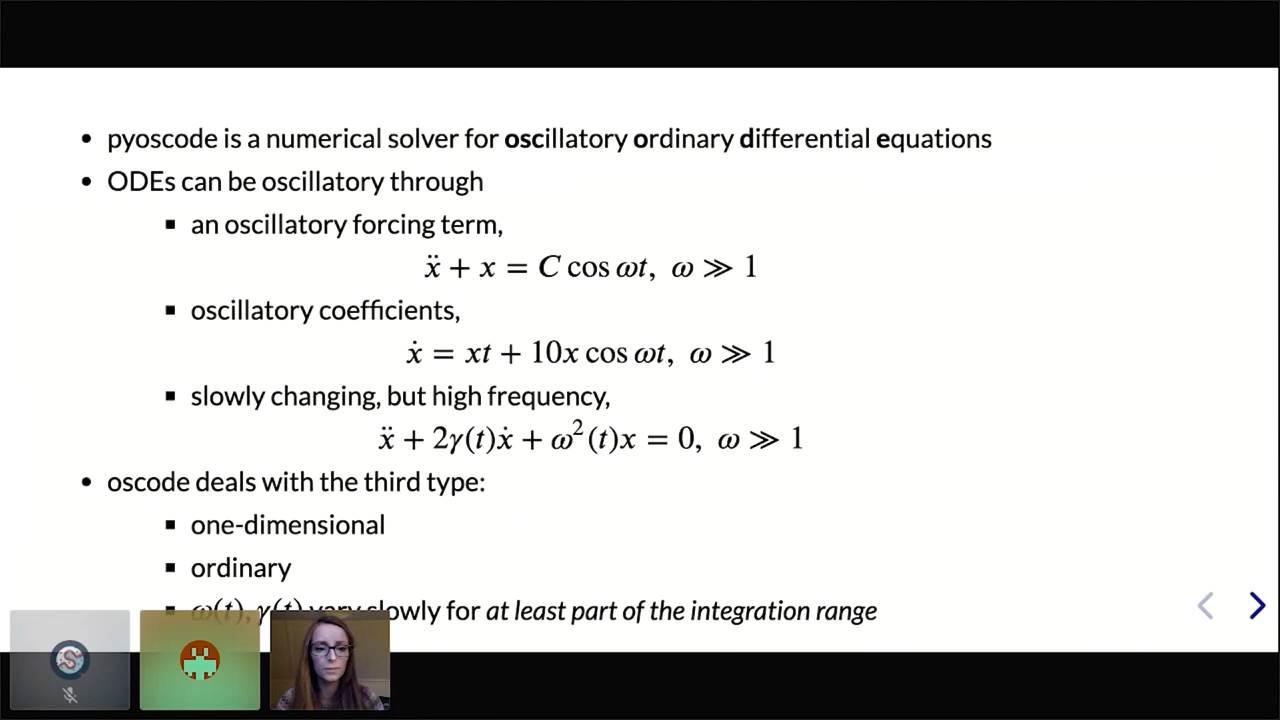 • pyoscode is a numerical solver for oscillatory ordinary differential equations
• ODEs can be oscillatory through
▪ an oscillatory forcing term,
ẍ + x = C cos ωt, ω ≫ 1
▪ oscillatory coefficients,
ẋ = xt + 10x cos ωt, ω ≫ 1
▪ slowly changing, but high frequency,
ẍ + 2γ(t)ẋ + ω²(t)x = 0, ω ≫ 1
• oscode deals with the third type:
▪ one-dimensional
▪ ordinary
▪ ω(t), γ(t) vary slowly for at least part of the integration range